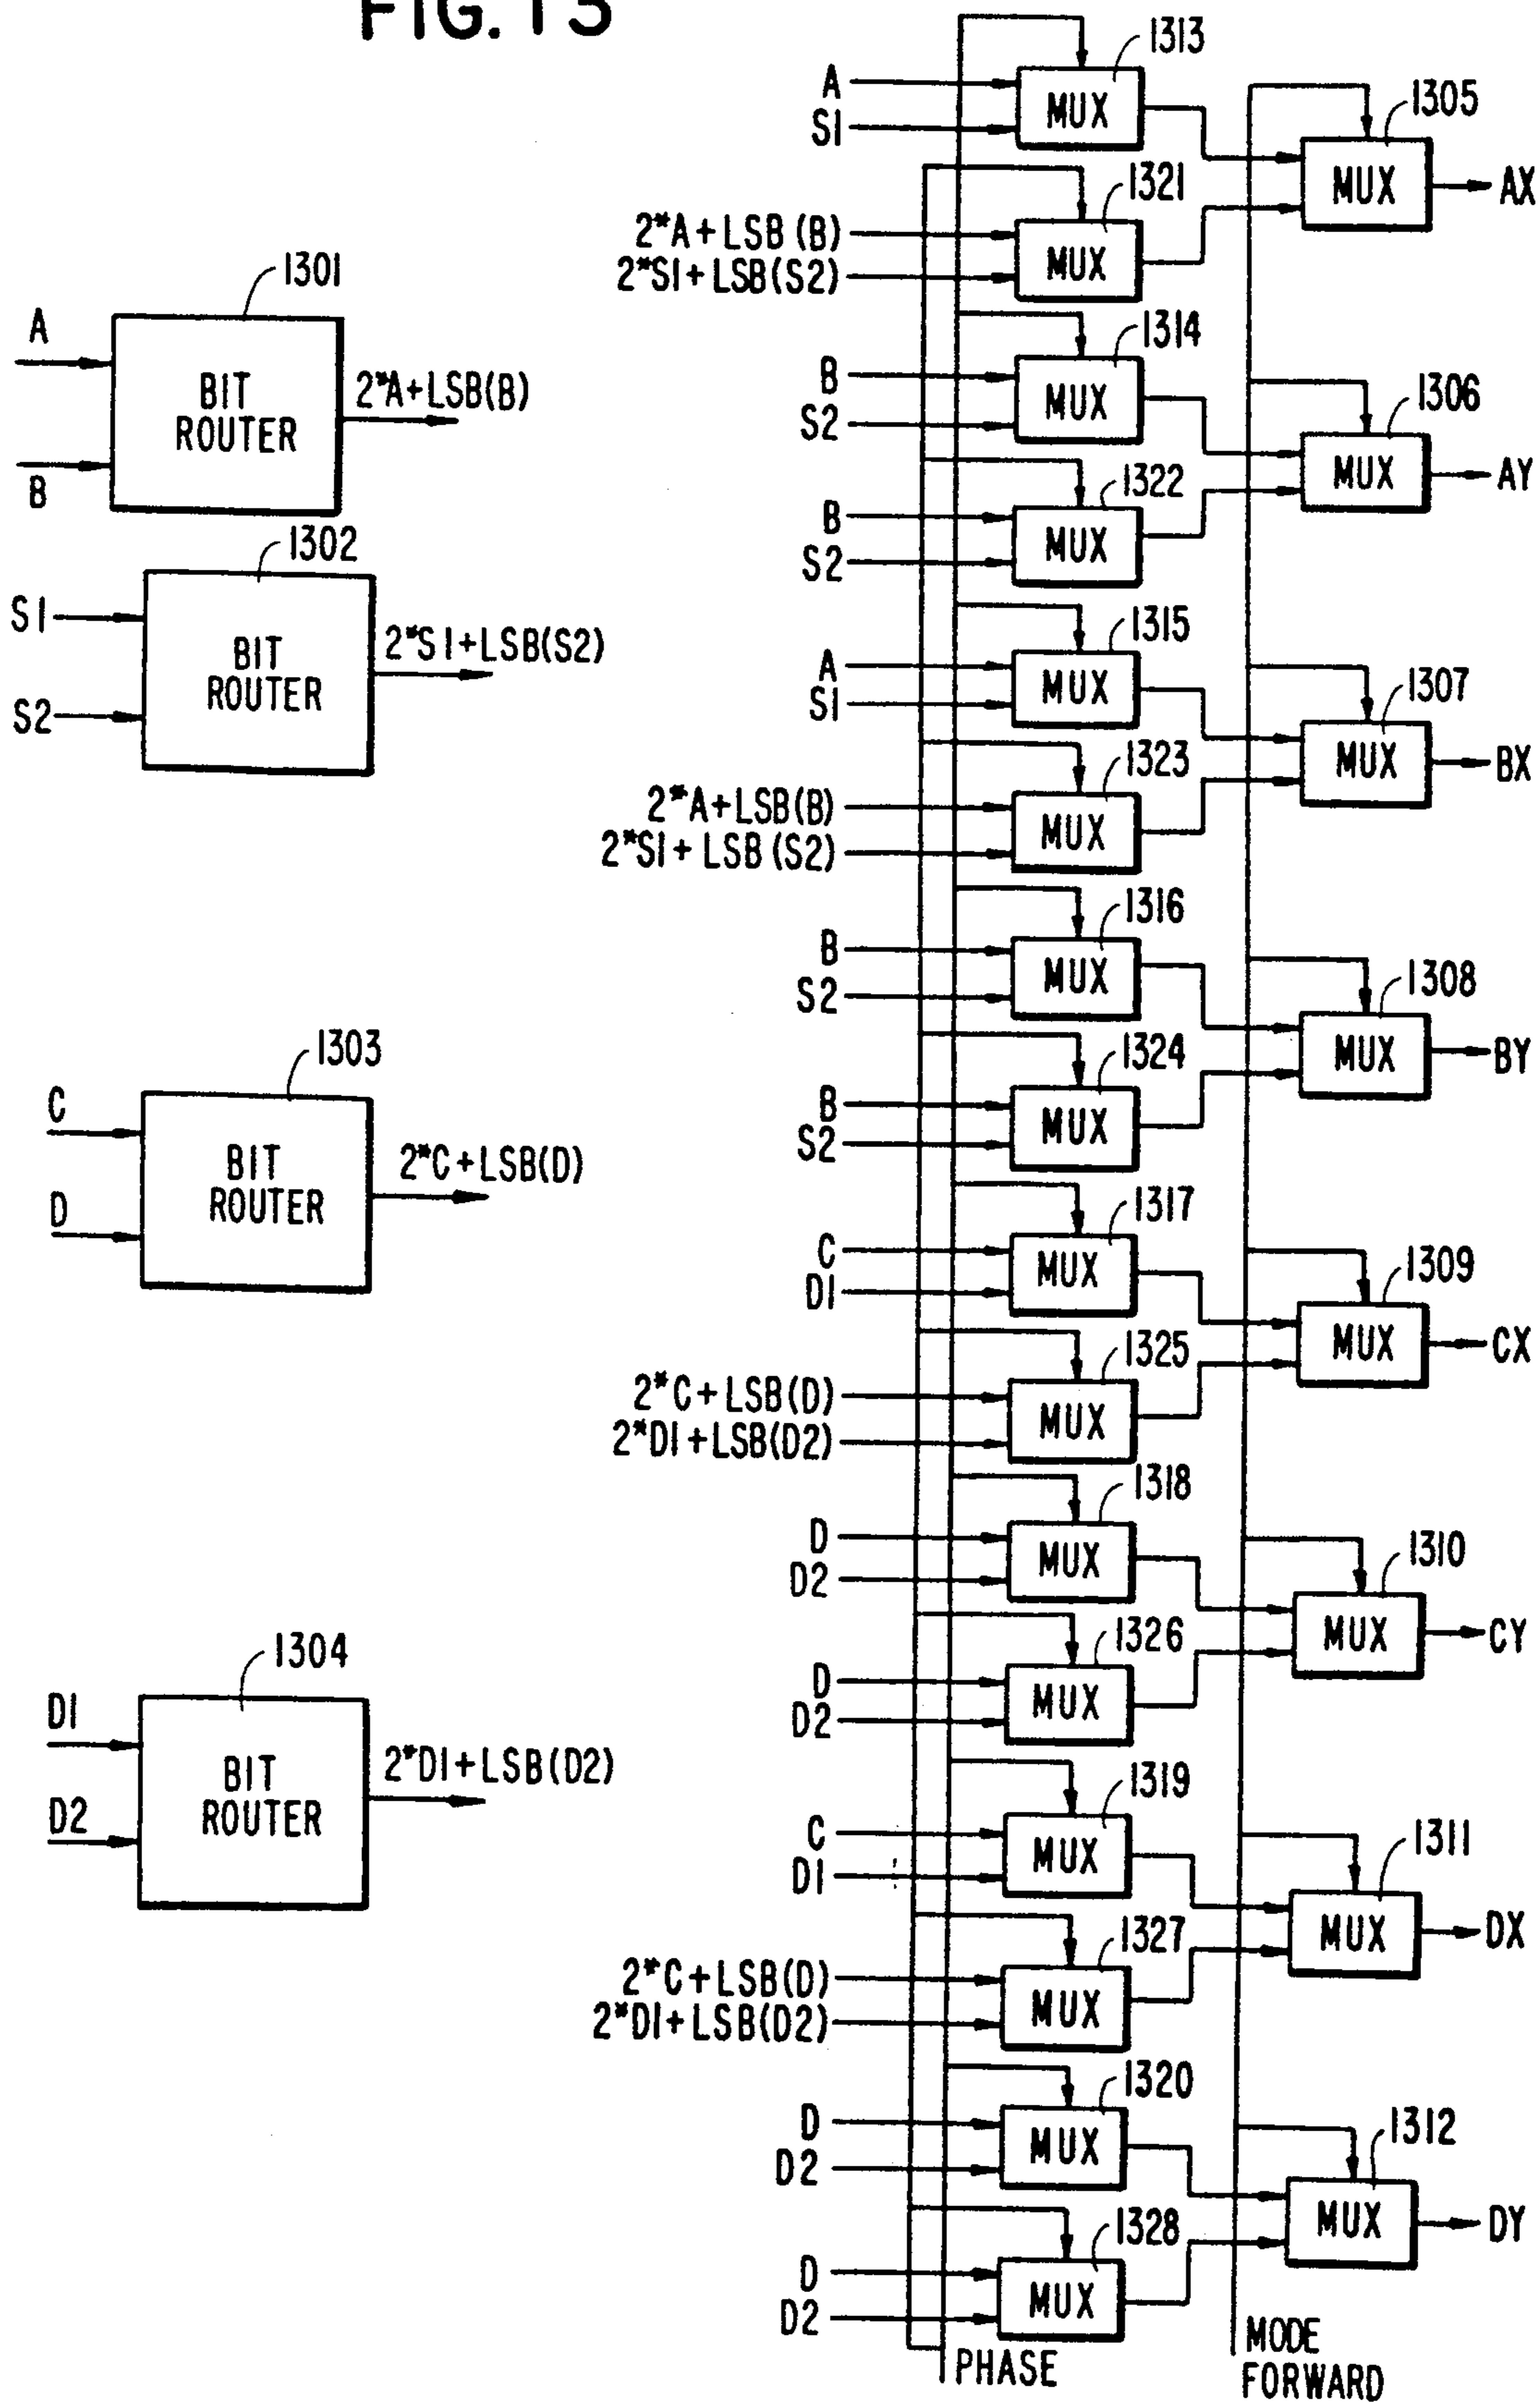 FIG. 13
1301
A
B
BIT
ROUTER
2*A+LSB(B)
1302
S1
S2
BIT
ROUTER
2*S1+LSB(S2)
1303
C
D
BIT
ROUTER
2*C+LSB(D)
1304
D1
D2
BIT
ROUTER
2*D1+LSB(D2)
1313
A
S1
MUX
1305
MUX
AX
1321
2*A+LSB(B)
2*S1+LSB(S2)
MUX
1314
B
S2
MUX
1306
MUX
AY
1322
B
S2
MUX
1315
A
S1
MUX
1307
MUX
BX
1323
2*A+LSB(B)
2*S1+LSB(S2)
MUX
1316
B
S2
MUX
1308
MUX
BY
1324
B
S2
MUX
1317
C
D1
MUX
1309
MUX
CX
1325
2*C+LSB(D)
2*D1+LSB(D2)
MUX
1318
D
D2
MUX
1310
MUX
CY
1326
D
D2
MUX
1319
C
D1
MUX
1311
MUX
DX
1327
2*C+LSB(D)
2*D1+LSB(D2)
MUX
1320
D
D2
MUX
1312
MUX
DY
1328
D
D2
MUX
PHASE
MODE
FORWARD